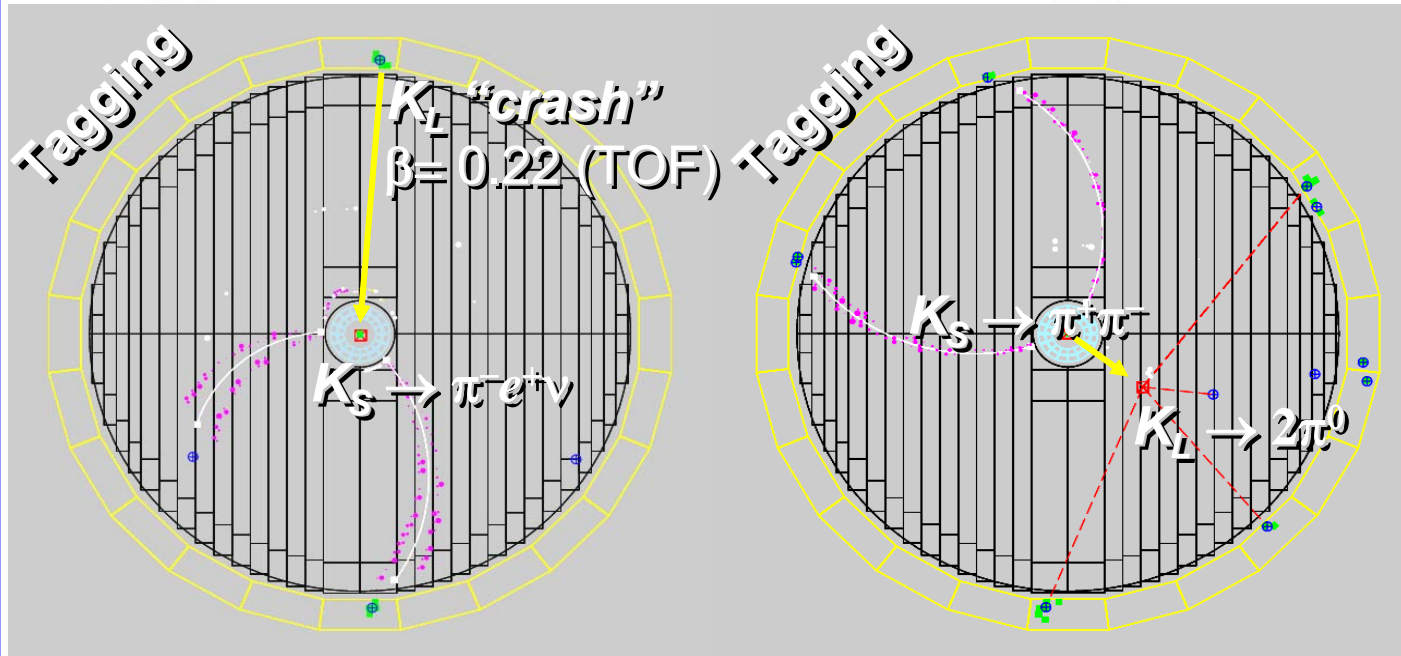 Tagging
K_L "crash"
β= 0.22 (TOF)
K_S → π⁻e⁺ν
Tagging
K_S → π⁺π⁻
K_L → 2π⁰